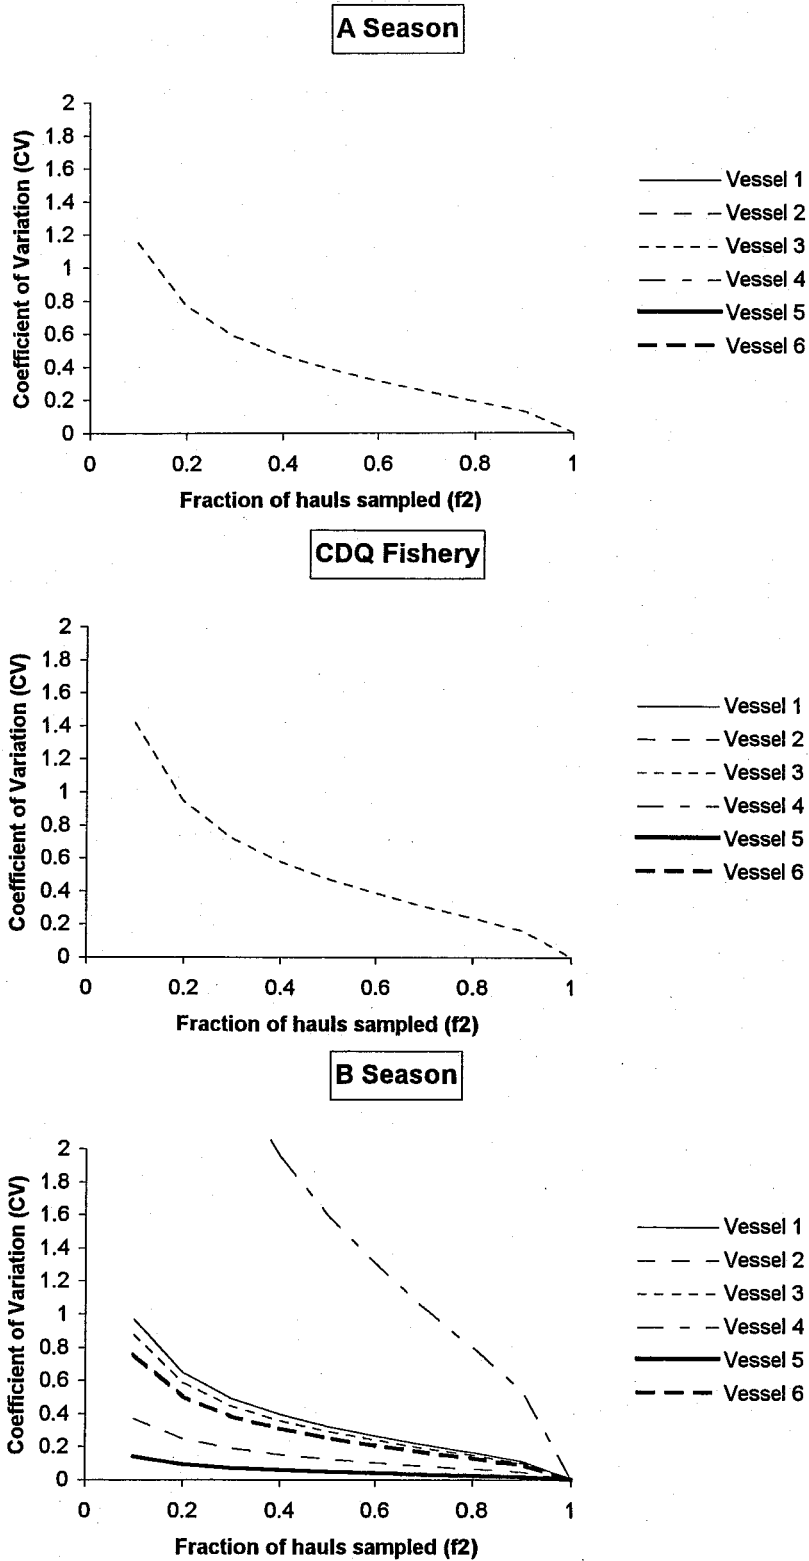 A Season
Coefficient of Variation (CV)
2
1.8
1.6
1.4
1.2
1
0.8
0.6
0.4
0.2
0
0 0.2 0.4 0.6 0.8 1
Fraction of hauls sampled (f2)
Vessel 1
Vessel 2
Vessel 3
Vessel 4
Vessel 5
Vessel 6
CDQ Fishery
Coefficient of Variation (CV)
2
1.8
1.6
1.4
1.2
1
0.8
0.6
0.4
0.2
0
0 0.2 0.4 0.6 0.8 1
Fraction of hauls sampled (f2)
Vessel 1
Vessel 2
Vessel 3
Vessel 4
Vessel 5
Vessel 6
B Season
Coefficient of Variation (CV)
2
1.8
1.6
1.4
1.2
1
0.8
0.6
0.4
0.2
0
0 0.2 0.4 0.6 0.8 1
Fraction of hauls sampled (f2)
Vessel 1
Vessel 2
Vessel 3
Vessel 4
Vessel 5
Vessel 6